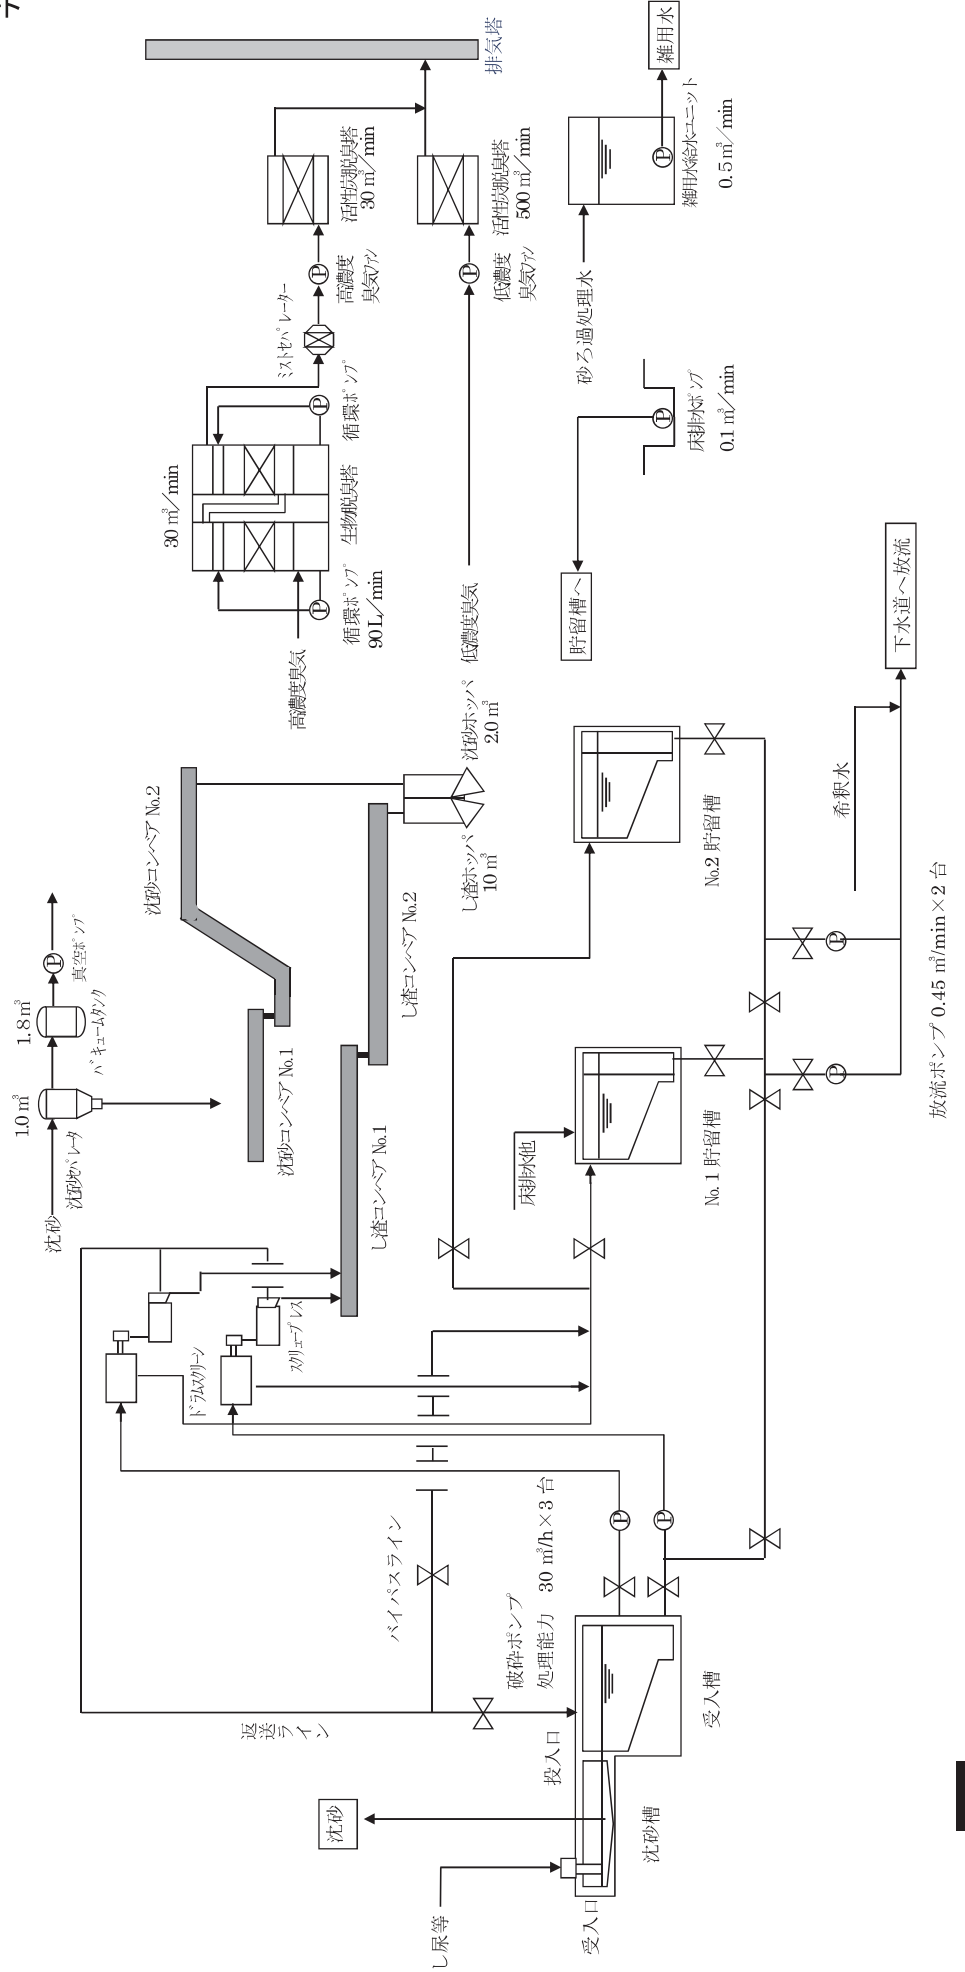 し尿等
受入口
沈砂
沈砂槽
投入口
受入槽
返送
ライン
バイパスライン
破砕ポンプ
処理能力 30 m³/h×3 台
ドラムスクリーン
スクリュープレス
沈砂
沈砂セパレータ
1.0 m³
バキュームタンク
1.8 m³
真空ポンプ
沈砂コンベア No.1
沈砂コンベア No.2
し渣コンベア No.1
し渣コンベア No.2
し渣ホッパ
10 m³
沈砂ホッパ
2.0 m³
床排水他
No. 1 貯留槽
No.2 貯留槽
放流ポンプ 0.45 m³/min×2 台
希釈水
下水道へ放流
高濃度臭気
循環ポンプ
90 L/min
生物脱臭塔
30 m³/min
循環ポンプ
ミストセパレーター
高濃度
臭気ファン
活性炭脱臭塔
30 m³/min
低濃度臭気
低濃度
臭気ファン
活性炭脱臭塔
500 m³/min
排気塔
貯留槽へ
床排水ポンプ
0.1 m³/min
砂ろ過処理水
雑用水給水ユニット
0.5 m³/min
雑用水
P
P
P
P
P
P
P
P
P
P
P